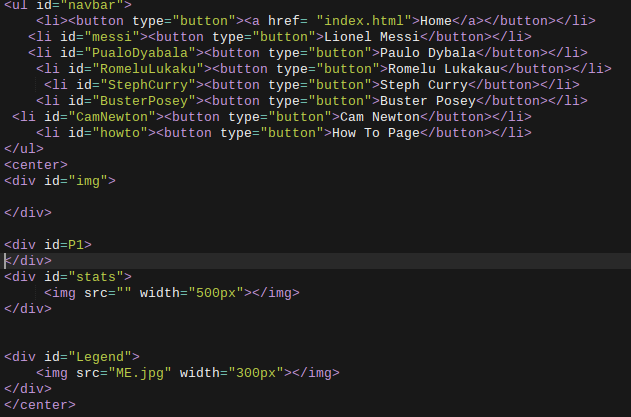 <ul id="navbar">
<li><button type="button"><a href= "index.html">Home</a></button></li>
<li id="messi"><button type="button">Lionel Messi</button></li>
<li id="PualoDyabala"><button type="button">Paulo Dybala</button></li>
<li id="RomeluLukaku"><button type="button">Romelu Lukakau</button></li>
<li id="StephCurry"><button type="button">Steph Curry</button></li>
<li id="BusterPosey"><button type="button">Buster Posey</button></li>
<li id="CamNewton"><button type="button">Cam Newton</button></li>
<li id="howto"><button type="button">How To Page</button></li>
</ul>
<center>
<div id="img">
</div>
<div id=P1>
</div>
<div id="stats">
<img src="" width="500px"></img>
</div>
<div id="Legend">
<img src="ME.jpg" width="300px"></img>
</div>
</center>